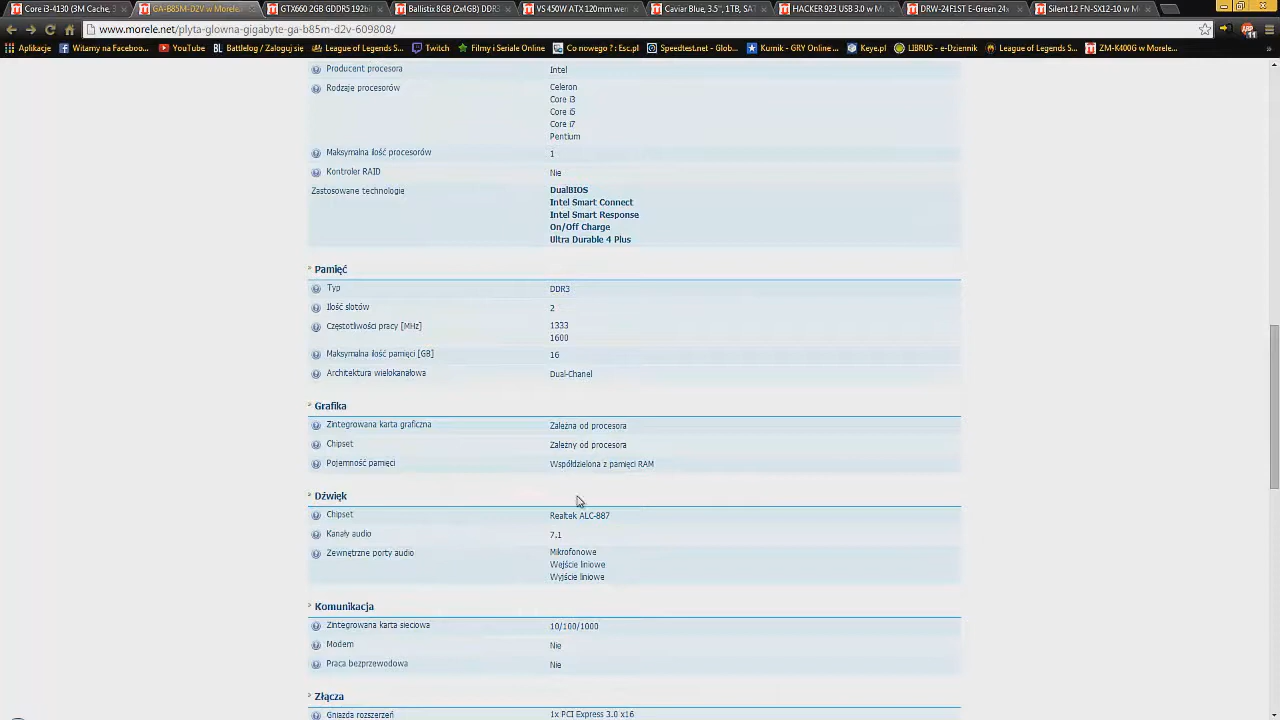 Core i3-4130 (3M Cache, 3
GA-B85M-D2V w Morele.
GTX660 2GB GDDR5 192bit
Ballistix 8GB (2x4GB) DDR3
VS 450W ATX 120mm wen
Caviar Blue, 3.5", 1TB, SAT
HACKER 923 USB 3.0 w M
DRW-24F1ST E-Green 24x
Silent 12 FN-SX12-10 w M
www.morele.net/plyta-glowna-gigabyte-ga-b85m-d2v-609808/
Aplikacje
Witamy na Faceboo...
YouTube
Battlelog / Zaloguj się
League of Legends S...
Twitch
Filmy i Seriale Online
Co nowego ? : Esc.pl
Speedtest.net - Glob...
Kurnik - GRY Online ...
Keye.pl
LIBRUS - e-Dziennik
League of Legends S...
ZM-K400G w Morele...
»
Producent procesora Intel
Rodzaje procesorów Celeron
Core i3
Core i5
Core i7
Pentium
Maksymalna ilość procesorów 1
Kontroler RAID Nie
Zastosowane technologie DualBIOS
Intel Smart Connect
Intel Smart Response
On/Off Charge
Ultra Durable 4 Plus
Pamięć
Typ DDR3
Ilość slotów 2
Częstotliwości pracy [MHz] 1333
1600
Maksymalna ilość pamięci [GB] 16
Architektura wielokanałowa Dual-Chanel
Grafika
Zintegrowana karta graficzna Zależna od procesora
Chipset Zależny od procesora
Pojemność pamięci Współdzielona z pamięci RAM
Dźwięk
Chipset Realtek ALC-887
Kanały audio 7.1
Zewnętrzne porty audio Mikrofonowe
Wejście liniowe
Wyjście liniowe
Komunikacja
Zintegrowana karta sieciowa 10/100/1000
Modem Nie
Praca bezprzewodowa Nie
Złącza
Gniazda rozszerzeń 1x PCI Express 3.0 x16